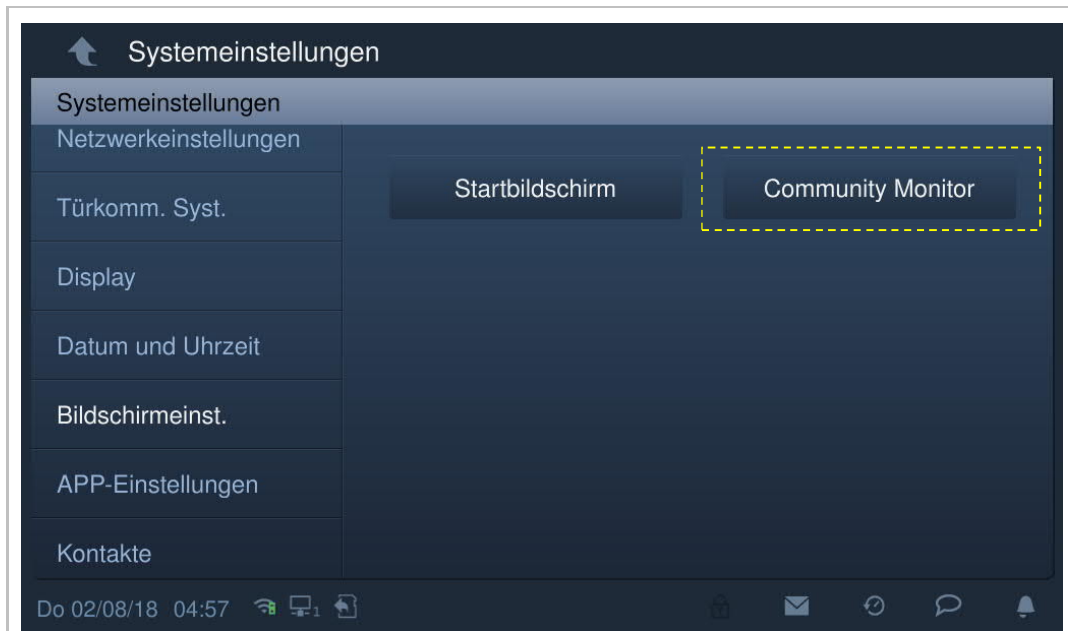 Systemeinstellungen
Systemeinstellungen
Netzwerkeinstellungen
Türkomm. Syst.
Display
Datum und Uhrzeit
Bildschirmeinst.
APP-Einstellungen
Kontakte
Startbildschirm
Community Monitor
Do 02/08/18 04:57 1